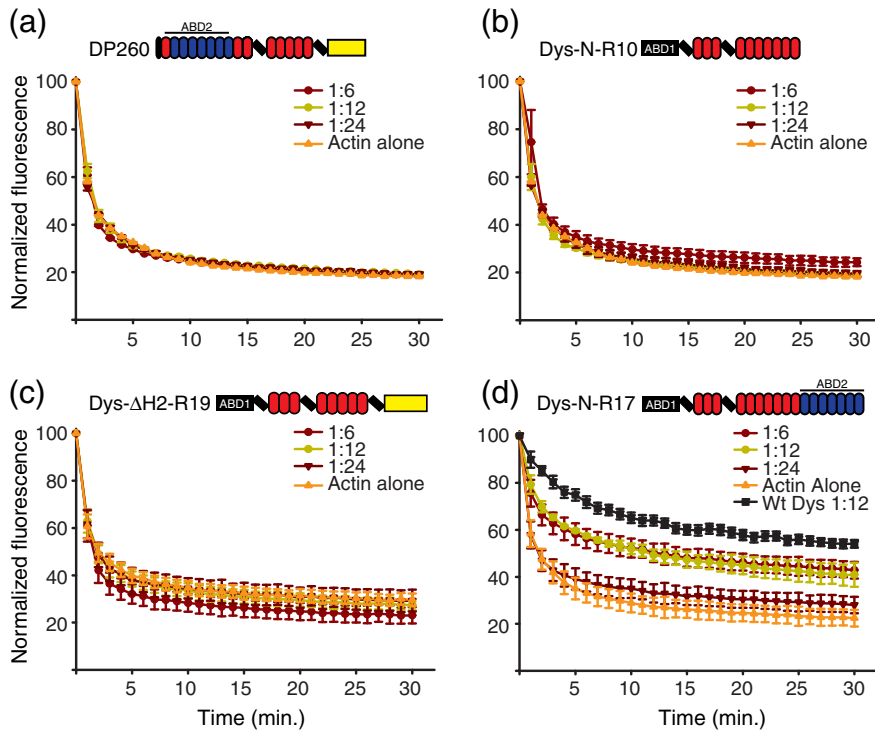 (a)
ABD2
DP260
1:6
1:12
1:24
Actin alone
Normalized fluorescence
100
80
60
40
20
5
10
15
20
25
30
(b)
Dys-N-R10
ABD1
1:6
1:12
1:24
Actin alone
100
80
60
40
20
5
10
15
20
25
30
(c)
Dys-ΔH2-R19
ABD1
1:6
1:12
1:24
Actin alone
Normalized fluorescence
100
80
60
40
20
5
10
15
20
25
30
Time (min.)
(d)
ABD2
Dys-N-R17
ABD1
1:6
1:12
1:24
Actin Alone
Wt Dys 1:12
100
80
60
40
20
5
10
15
20
25
30
Time (min.)